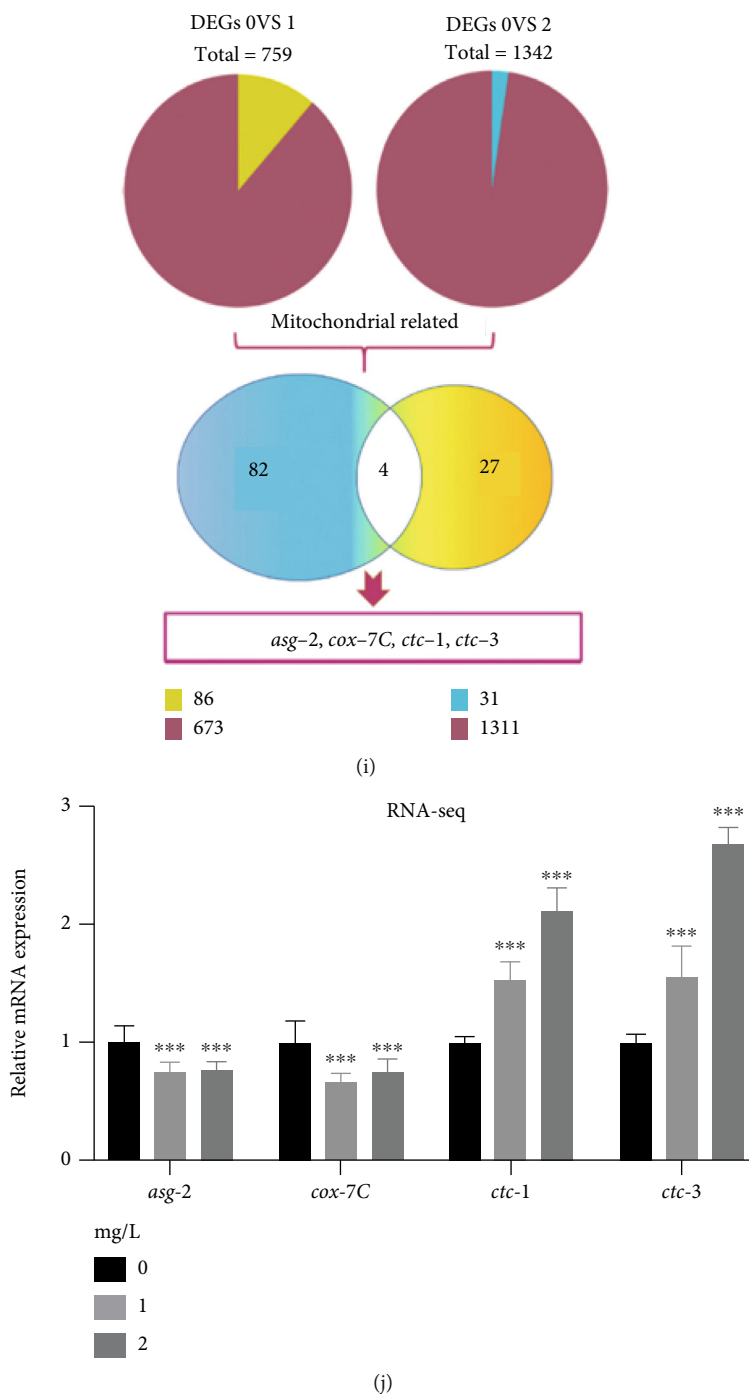 DEGs 0VS 1
Total = 759
DEGs 0VS 2
Total = 1342
Mitochondrial related
82
4
27
asg–2, cox–7C, ctc–1, ctc–3
86
31
673
1311
(i)
RNA-seq
Relative mRNA expression
3
2
1
0
***
***
***
***
***
***
***
***
asg-2
cox-7C
ctc-1
ctc-3
mg/L
0
1
2
(j)